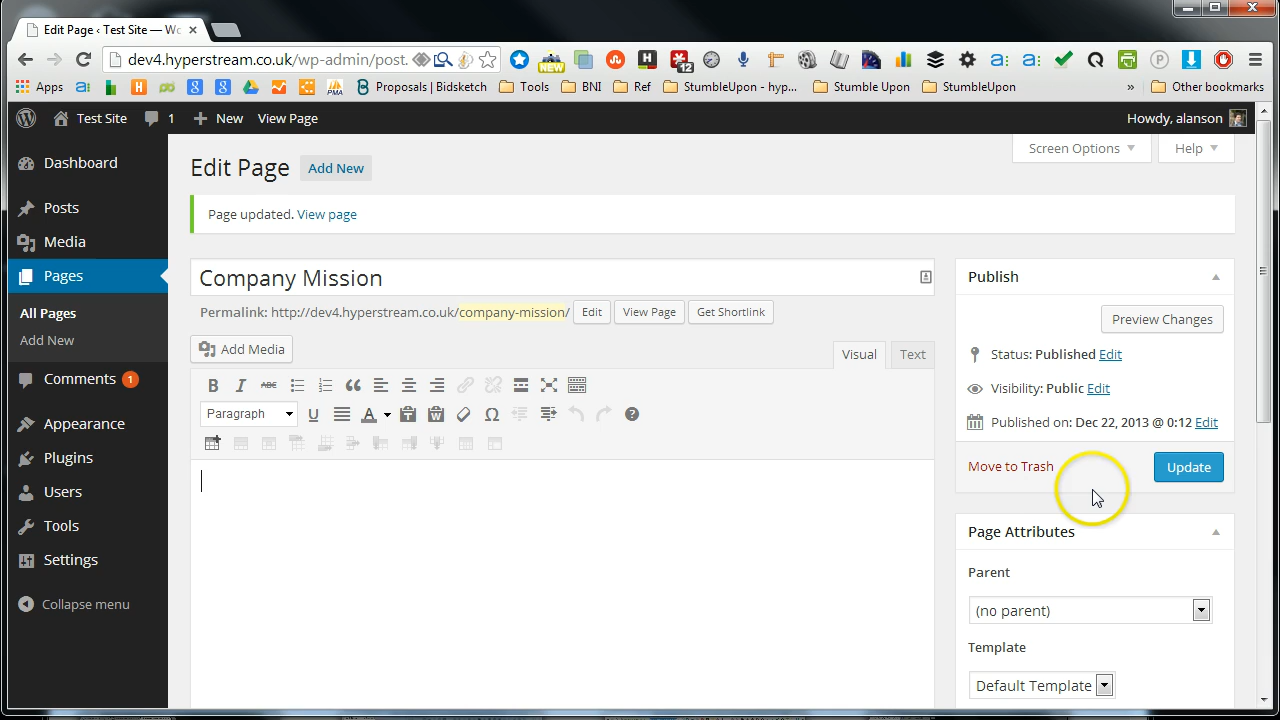 Edit Page ‹ Test Site — Wc
dev4.hyperstream.co.uk/wp-admin/post.
NEW
12
Apps
Proposals | Bidsketch
Tools
BNI
Ref
StumbleUpon - hyp...
Stumble Upon
StumbleUpon
»
Other bookmarks
Test Site
1
New
View Page
Howdy, alanson
Dashboard
Posts
Media
Pages
All Pages
Add New
Comments 1
Appearance
Plugins
Users
Tools
Settings
Collapse menu
Screen Options
Help
Edit Page
Add New
Page updated. View page
Company Mission
Permalink: http://dev4.hyperstream.co.uk/company-mission/
Edit
View Page
Get Shortlink
Add Media
Visual
Text
B I ABC
Paragraph
U A
Publish
Preview Changes
Status: Published Edit
Visibility: Public Edit
Published on: Dec 22, 2013 @ 0:12 Edit
Move to Trash
Update
Page Attributes
Parent
(no parent)
Template
Default Template